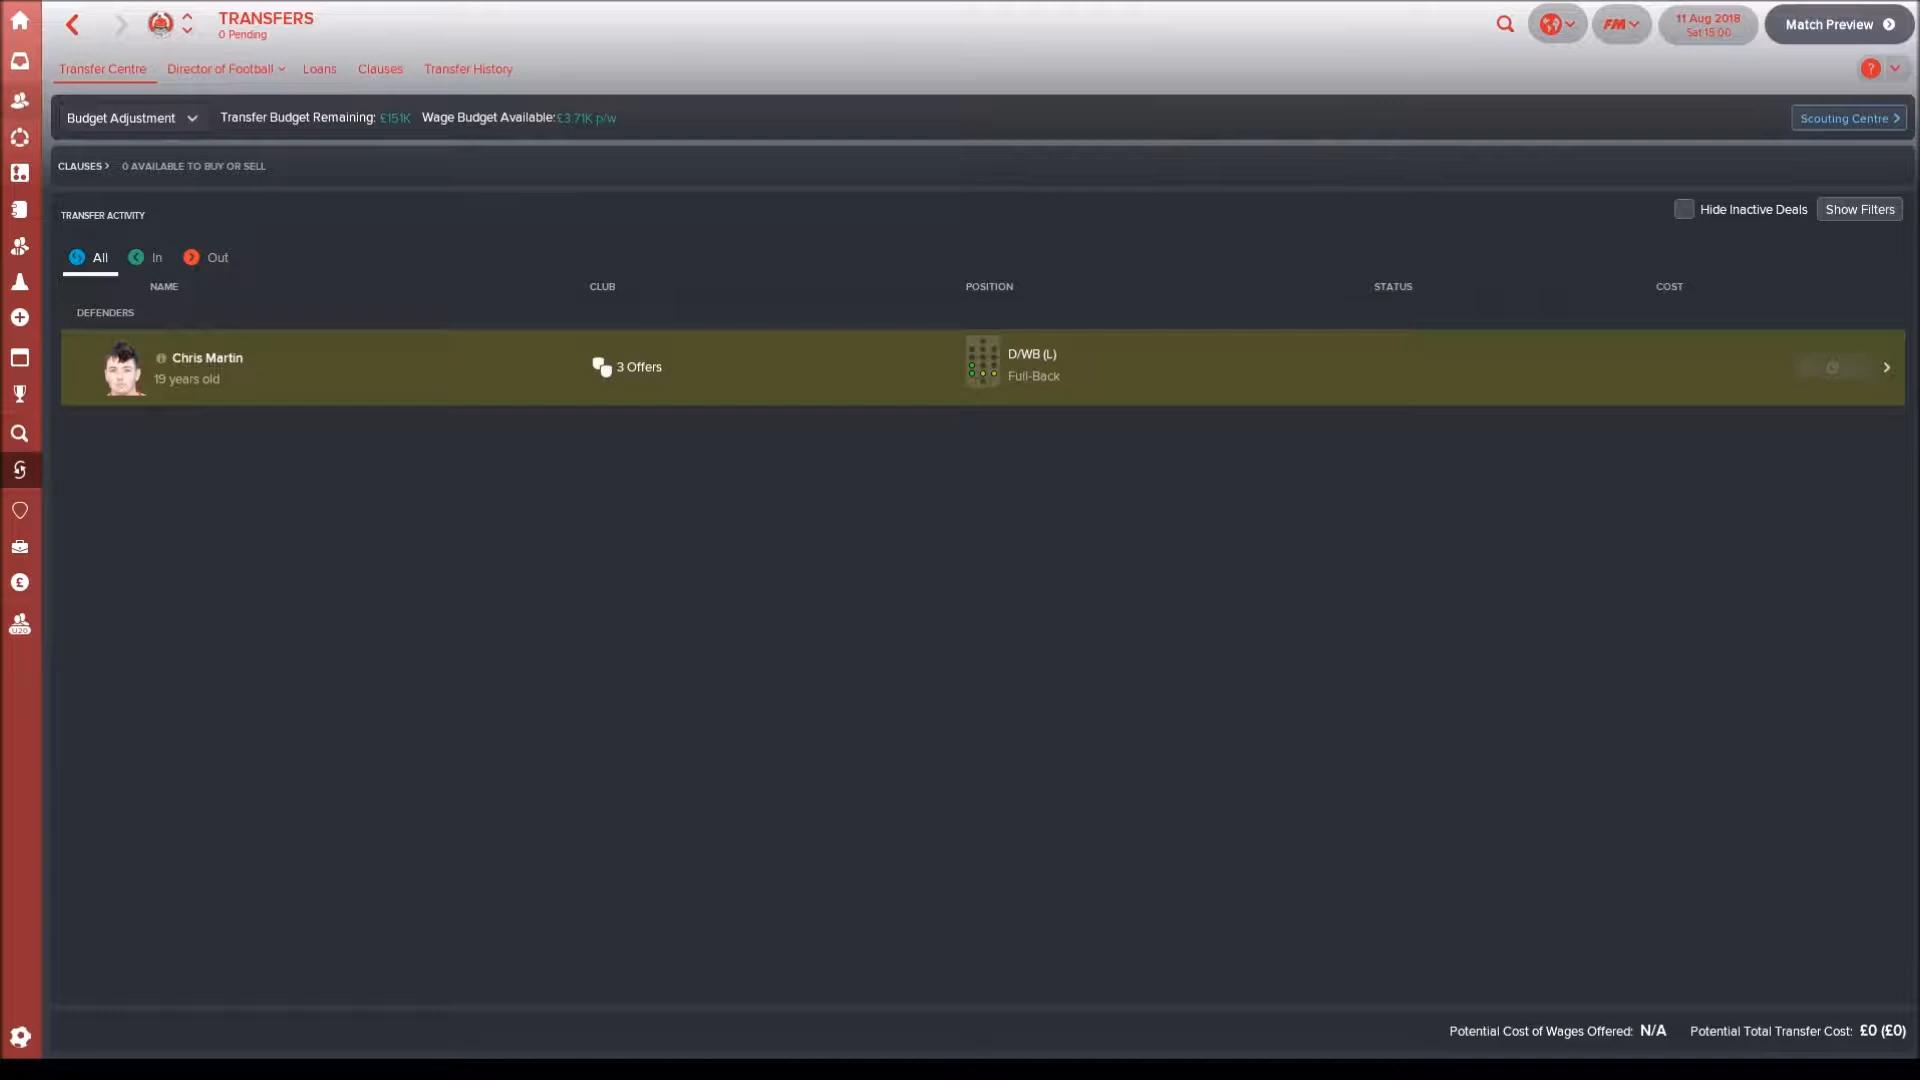 TRANSFERS
0 Pending
FM
11 Aug 2018
Sat 15:00
Match Preview
Transfer Centre
Director of Football
Loans
Clauses
Transfer History
?
Budget Adjustment
Transfer Budget Remaining: £151K
Wage Budget Available: £3.71K p/w
Scouting Centre >
CLAUSES >
0 AVAILABLE TO BUY OR SELL
TRANSFER ACTIVITY
Hide Inactive Deals
Show Filters
All
In
Out
NAME
CLUB
POSITION
STATUS
COST
DEFENDERS
Chris Martin
19 years old
3 Offers
D/WB (L)
Full-Back
£
U20
Potential Cost of Wages Offered: N/A
Potential Total Transfer Cost: £0 (£0)